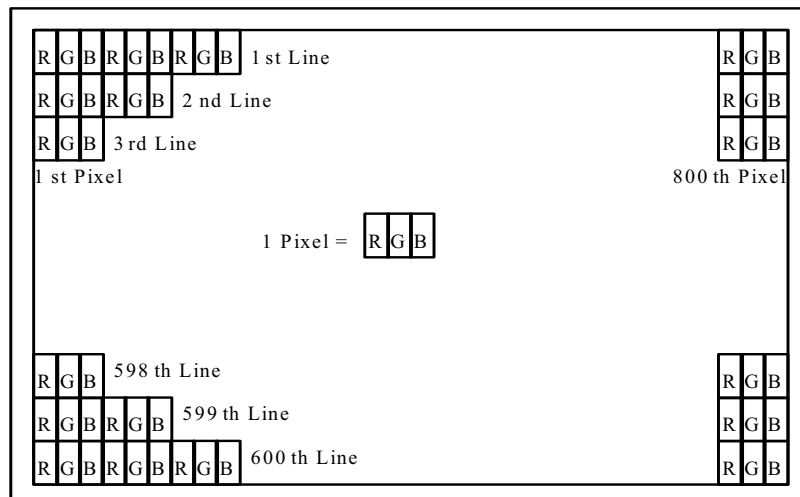 R G B R G B R G B 1 st Line R G B
R G B R G B 2 nd Line R G B
R G B 3 rd Line R G B
1 st Pixel 800 th Pixel
1 Pixel = R G B
R G B 598 th Line R G B
R G B R G B 599 th Line R G B
R G B R G B R G B 600 th Line R G B